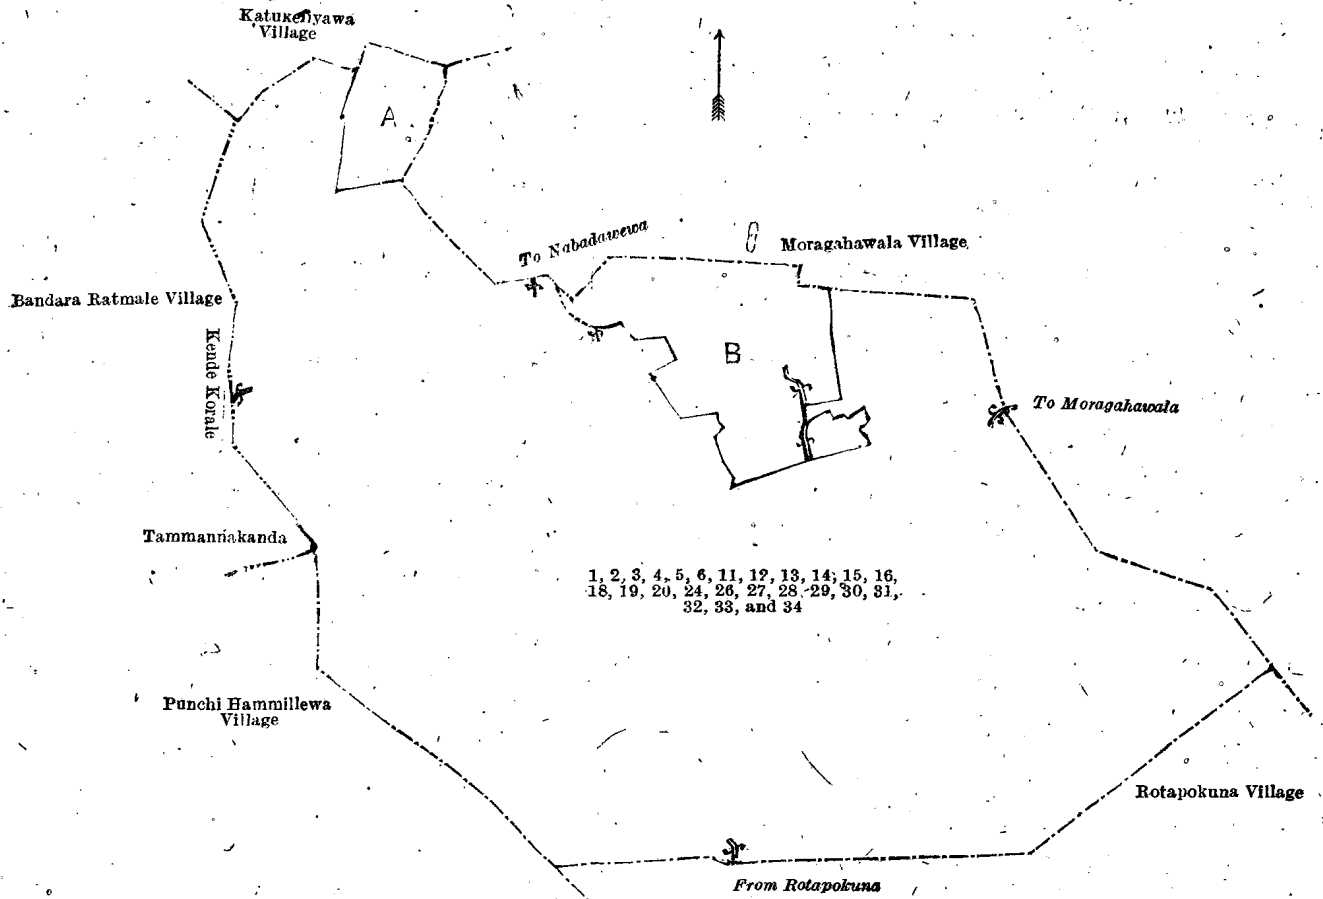 Katukenyawa
Village
A
To Nabadawewa
Moragahawala Village
Bandara Ratmale Village
Kende Korale
B
To Moragahawala
Tammannakanda
1, 2, 3, 4, 5, 6, 11, 12, 13, 14, 15, 16,
18, 19, 20, 24, 26, 27, 28, 29, 30, 31,
32, 33, and 34
Punchi Hammillewa
Village
Rotapokuna Village
From Rotapokuna